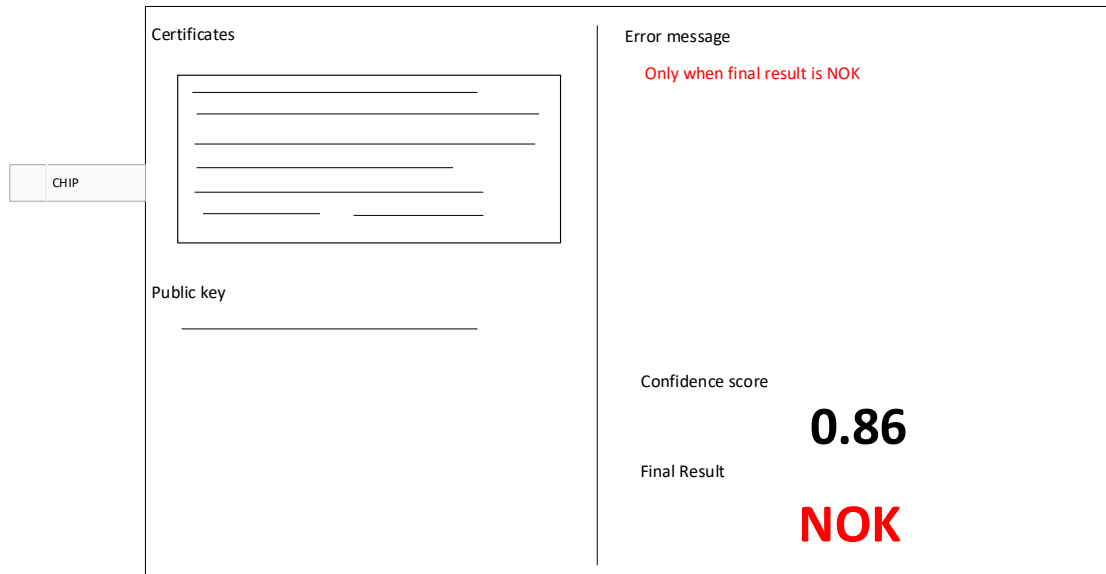 CHIP
Certificates
Public key
Error message
Only when final result is NOK
Confidence score
0.86
Final Result
NOK